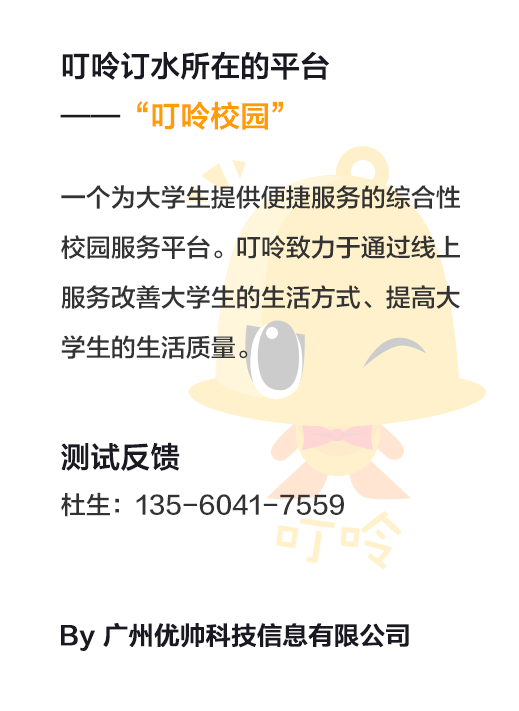 叮呤订水所在的平台
——“叮呤校园”
一个为大学生提供便捷服务的综合性
校园服务平台。叮呤致力于通过线上
服务改善大学生的生活方式、提高大
学生的生活质量。
测试反馈
杜生：135-6041-7559
叮呤
By 广州优帅科技信息有限公司